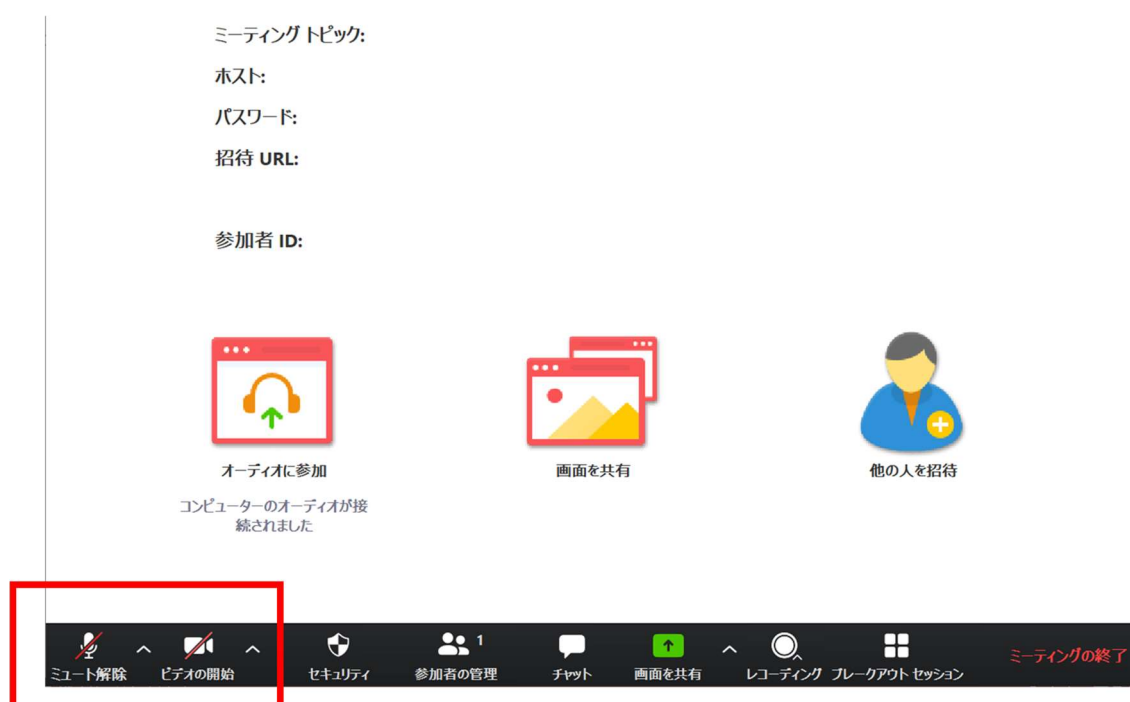 ミーティング トピック:
ホスト:
パスワード:
招待 URL:
参加者 ID:
オーディオに参加
コンピューターのオーディオが接
続されました
画面を共有
他の人を招待
ミュート解除
ビデオの開始
セキュリティ
1
参加者の管理
チャット
画面を共有
レコーディング
ブレークアウト セッション
ミーティングの終了